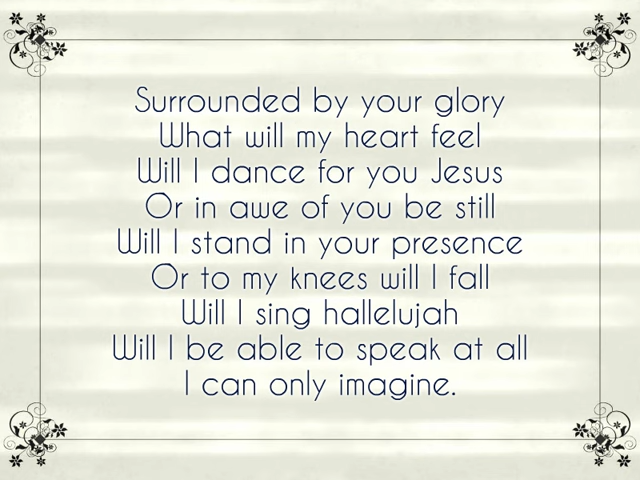 Surrounded by your glory
What will my heart feel
Will I dance for you Jesus
Or in awe of you be still
Will I stand in your presence
Or to my knees will I fall
Will I sing hallelujah
Will I be able to speak at all
I can only imagine.